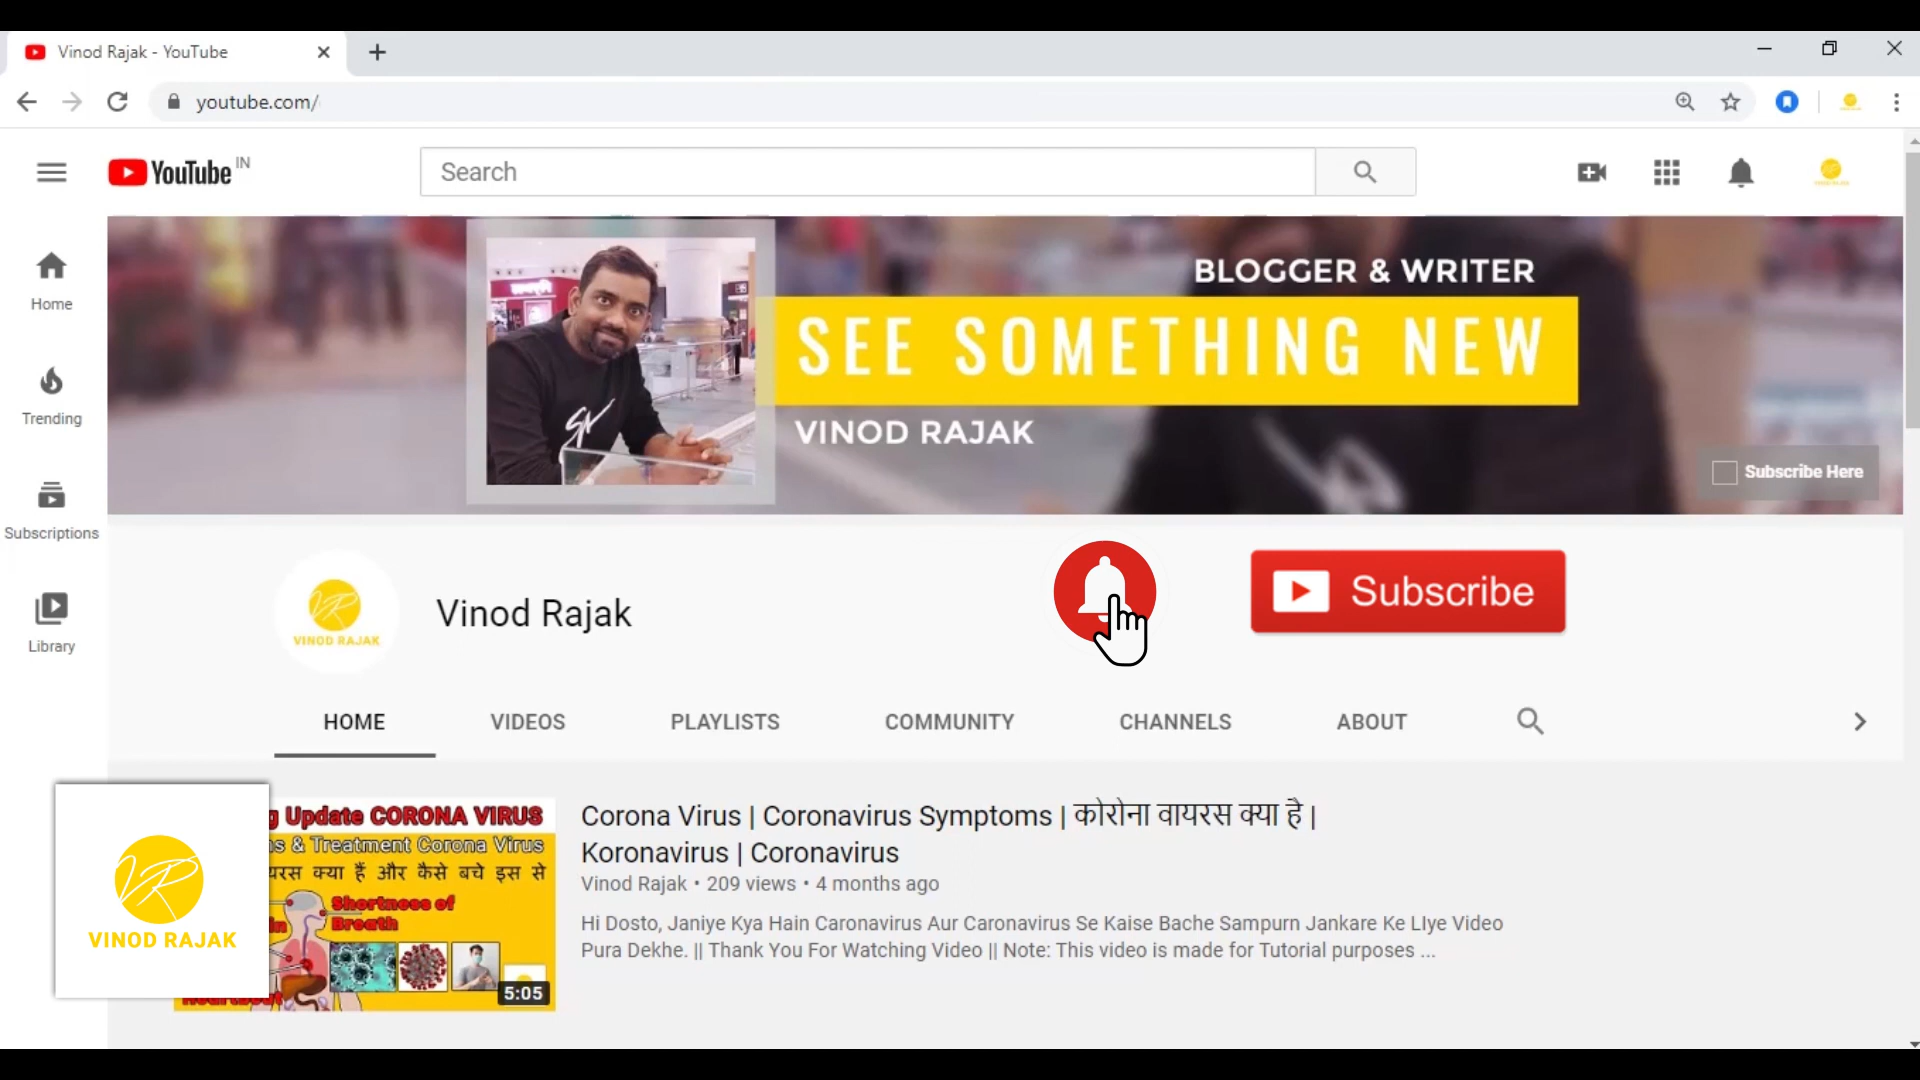 Vinod Rajak - YouTube
youtube.com/
YouTube IN
Search
Home
Trending
Subscriptions
Library
BLOGGER & WRITER
SEE SOMETHING NEW
VINOD RAJAK
Subscribe Here
VINOD RAJAK
Vinod Rajak
Subscribe
HOME VIDEOS PLAYLISTS COMMUNITY CHANNELS ABOUT
VR
VINOD RAJAK
Update CORONA VIRUS
& Treatment Corona Virus
क्या हैं और कैसे बचे इस से
Shortness of
Breath
5:05
Corona Virus | Coronavirus Symptoms | कोरोना वायरस क्या है |
Koronavirus | Coronavirus
Vinod Rajak • 209 views • 4 months ago
Hi Dosto, Janiye Kya Hain Caronavirus Aur Caronavirus Se Kaise Bache Sampurn Jankare Ke LIye Video
Pura Dekhe. || Thank You For Watching Video || Note: This video is made for Tutorial purposes ...